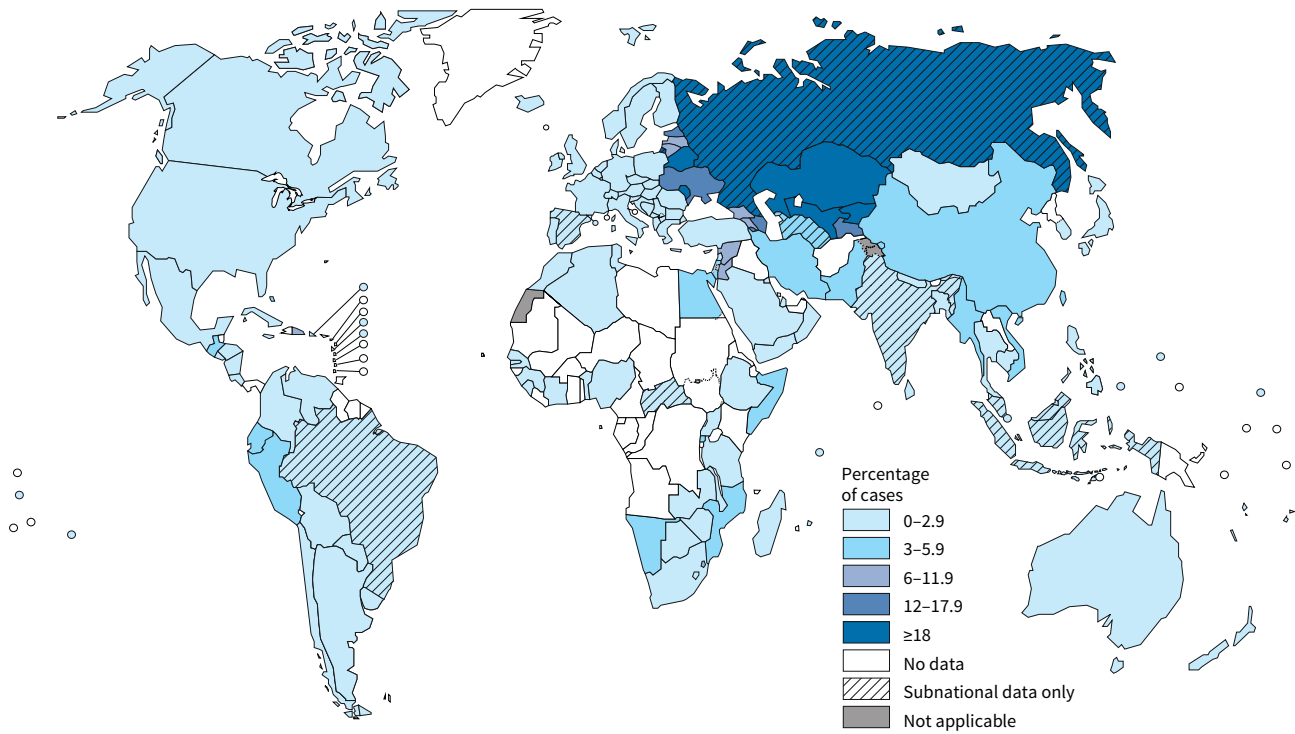 Percentage
of cases
0–2.9
3–5.9
6–11.9
12–17.9
≥18
No data
Subnational data only
Not applicable